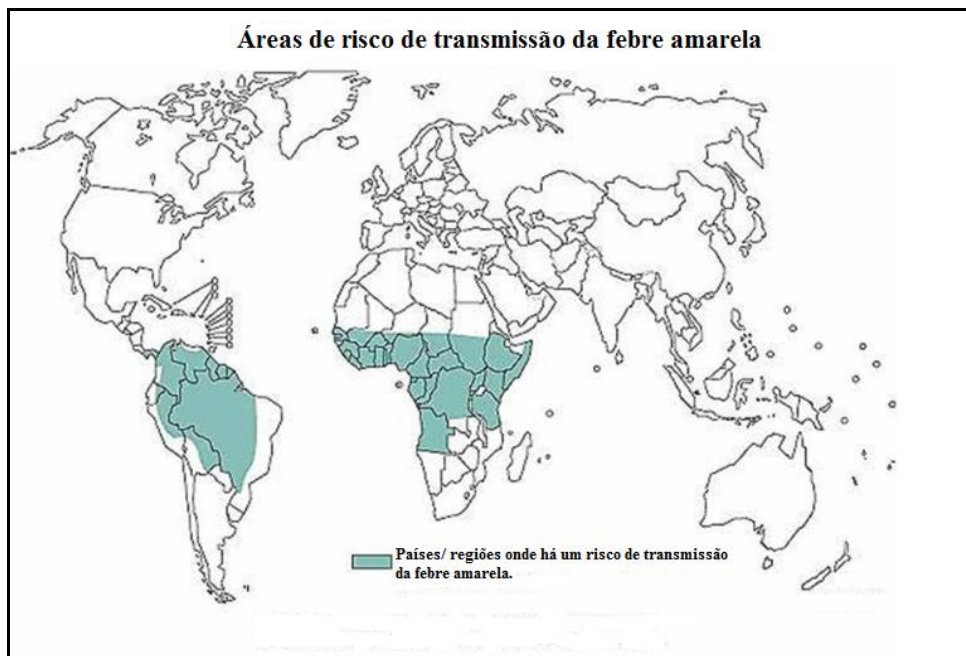 Áreas de risco de transmissão da febre amarela
Países/ regiões onde há um risco de transmissão
da febre amarela.